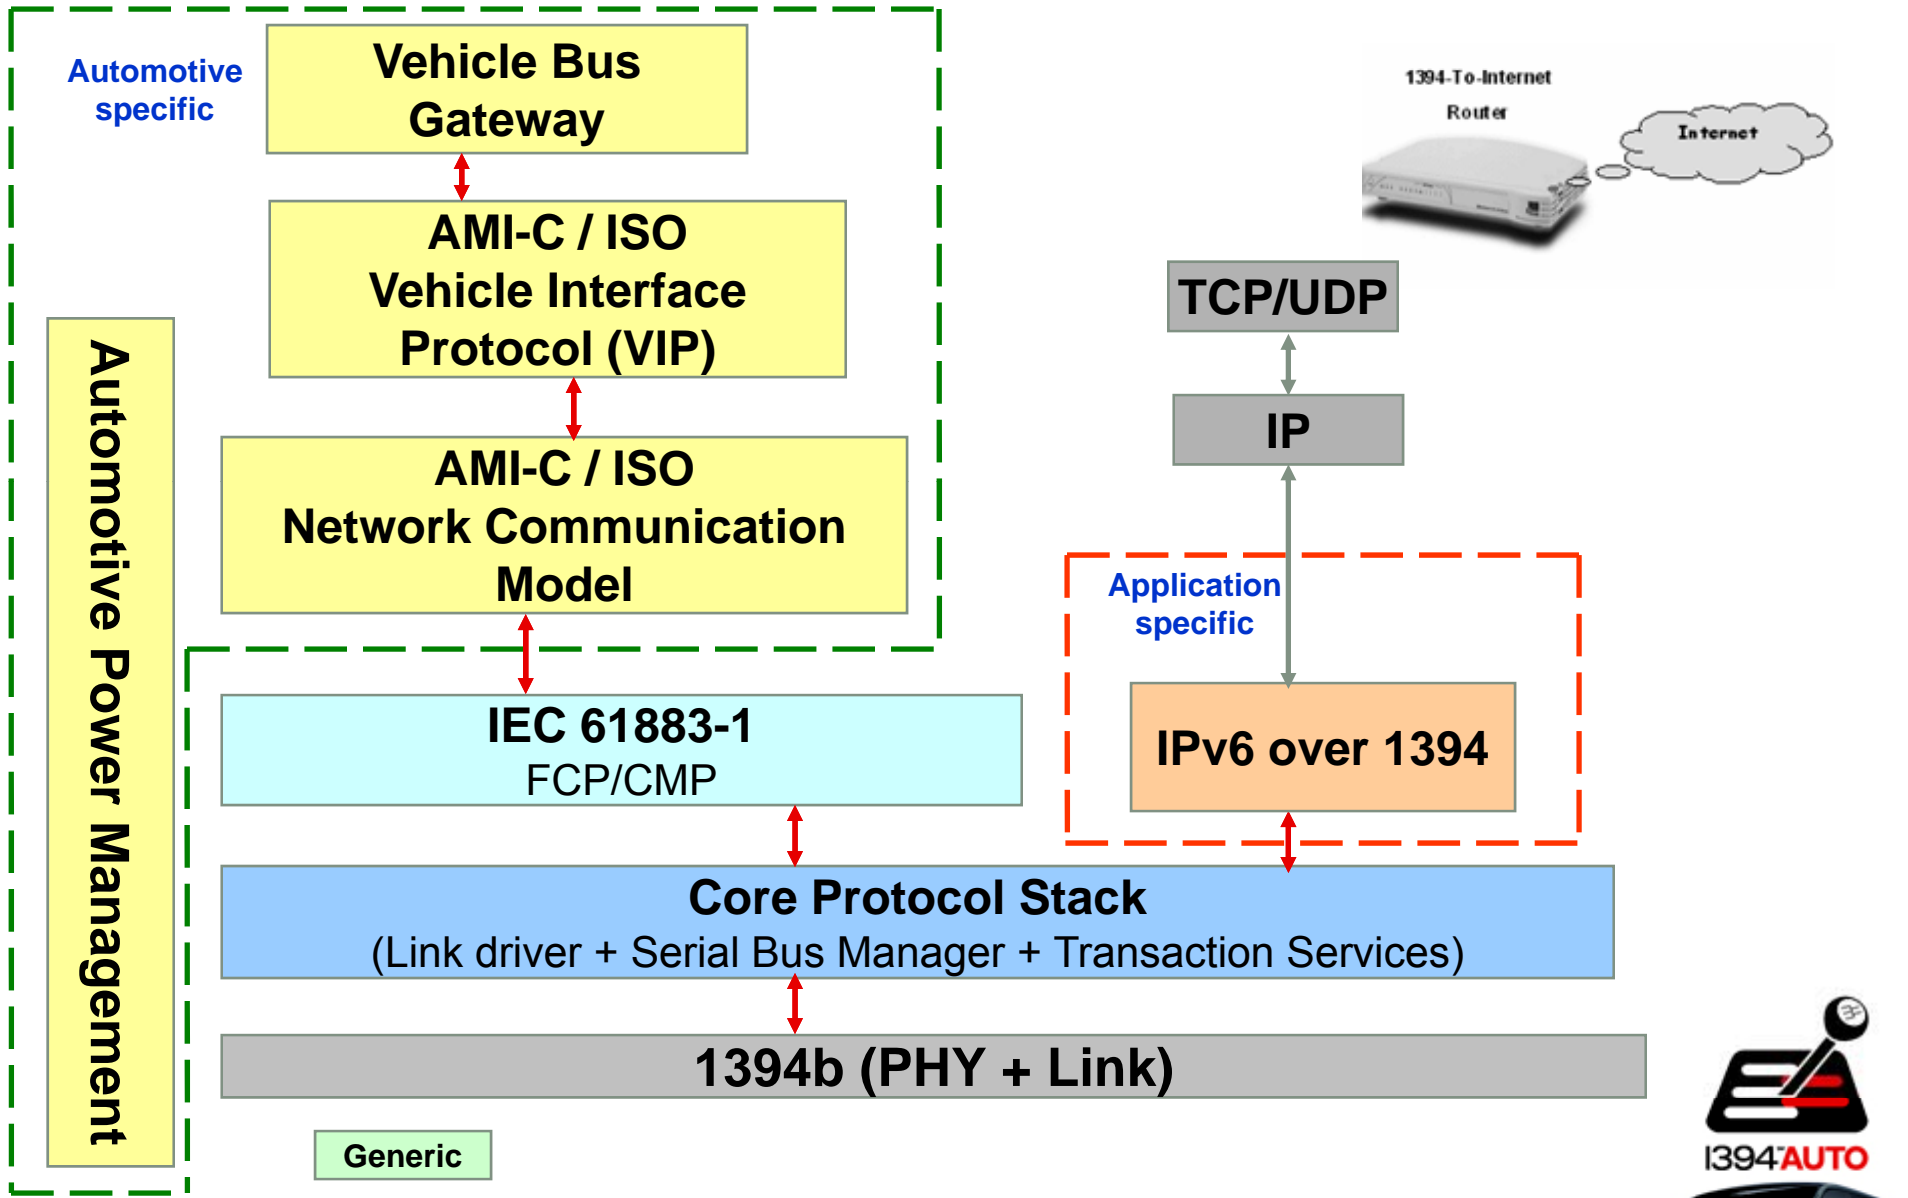 Automotive
specific
Vehicle Bus
Gateway
AMI-C / ISO
Vehicle Interface
Protocol (VIP)
AMI-C / ISO
Network Communication
Model
Automotive Power Management
IEC 61883-1
FCP/CMP
1394-To-Internet
Router
Internet
TCP/UDP
IP
Application
specific
IPv6 over 1394
Core Protocol Stack
(Link driver + Serial Bus Manager + Transaction Services)
1394b (PHY + Link)
Generic
1394 AUTO